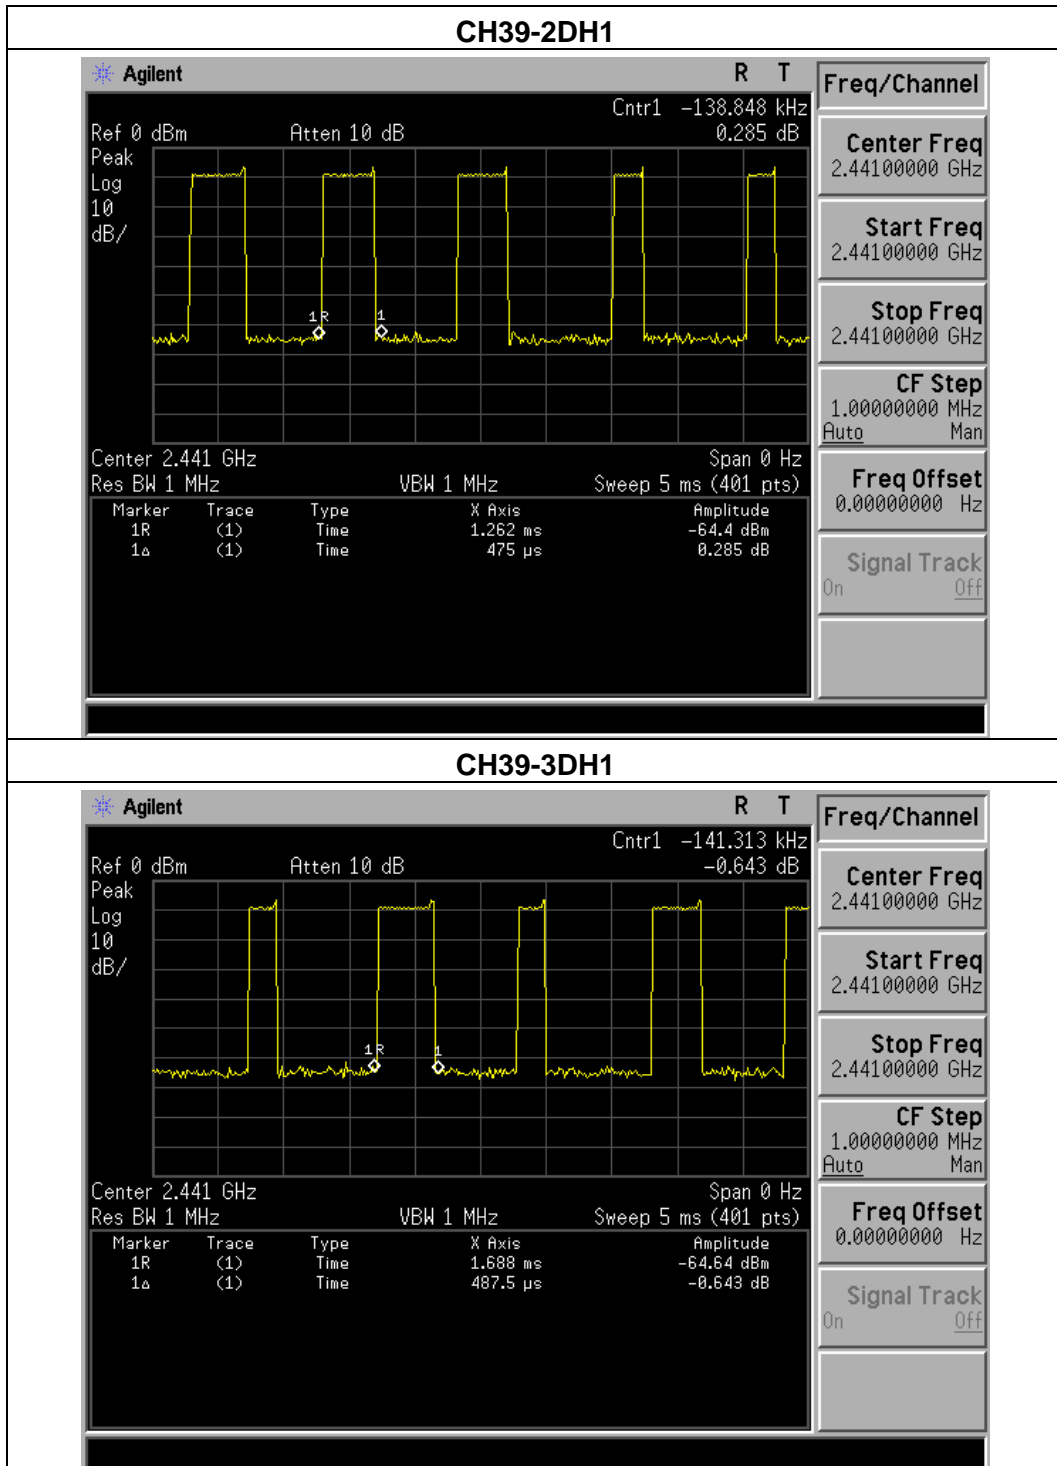 CH39-2DH1
Agilent R T
Freq/Channel
Cntr1 -138.848 kHz
Ref 0 dBm Atten 10 dB 0.285 dB
Peak
Log
10
dB/
1R 1
Center Freq
2.44100000 GHz
Start Freq
2.44100000 GHz
Stop Freq
2.44100000 GHz
CF Step
1.00000000 MHz
Auto Man
Freq Offset
0.00000000 Hz
Signal Track
On Off
Center 2.441 GHz Span 0 Hz
Res BW 1 MHz VBW 1 MHz Sweep 5 ms (401 pts)
Marker Trace Type X Axis Amplitude
1R (1) Time 1.262 ms -64.4 dBm
1Δ (1) Time 475 µs 0.285 dB
CH39-3DH1
Agilent R T
Freq/Channel
Cntr1 -141.313 kHz
Ref 0 dBm Atten 10 dB -0.643 dB
Peak
Log
10
dB/
1R 1
Center Freq
2.44100000 GHz
Start Freq
2.44100000 GHz
Stop Freq
2.44100000 GHz
CF Step
1.00000000 MHz
Auto Man
Freq Offset
0.00000000 Hz
Signal Track
On Off
Center 2.441 GHz Span 0 Hz
Res BW 1 MHz VBW 1 MHz Sweep 5 ms (401 pts)
Marker Trace Type X Axis Amplitude
1R (1) Time 1.688 ms -64.64 dBm
1Δ (1) Time 487.5 µs -0.643 dB